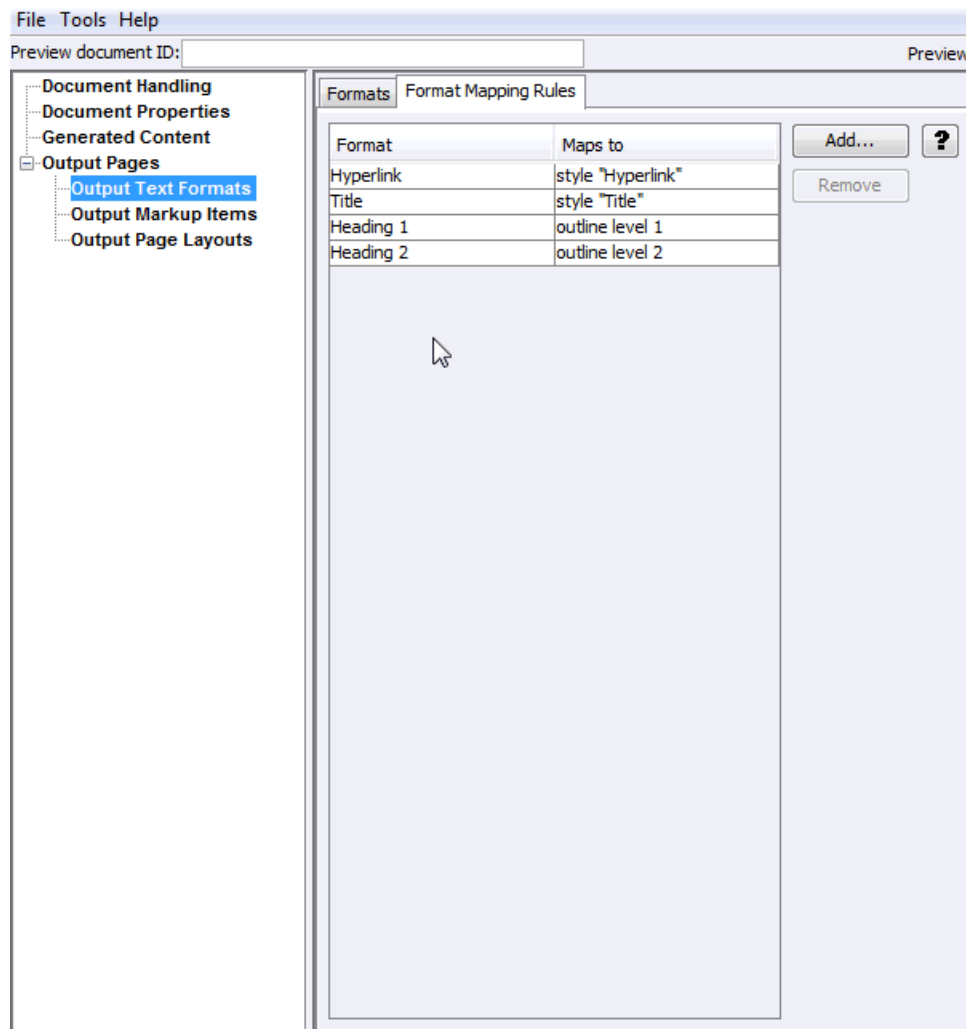 File Tools Help
Preview document ID: Preview
Document Handling
Document Properties
Generated Content
Output Pages
Output Text Formats
Output Markup Items
Output Page Layouts
Formats Format Mapping Rules
Format Maps to
Hyperlink style "Hyperlink"
Title style "Title"
Heading 1 outline level 1
Heading 2 outline level 2
Add... ?
Remove